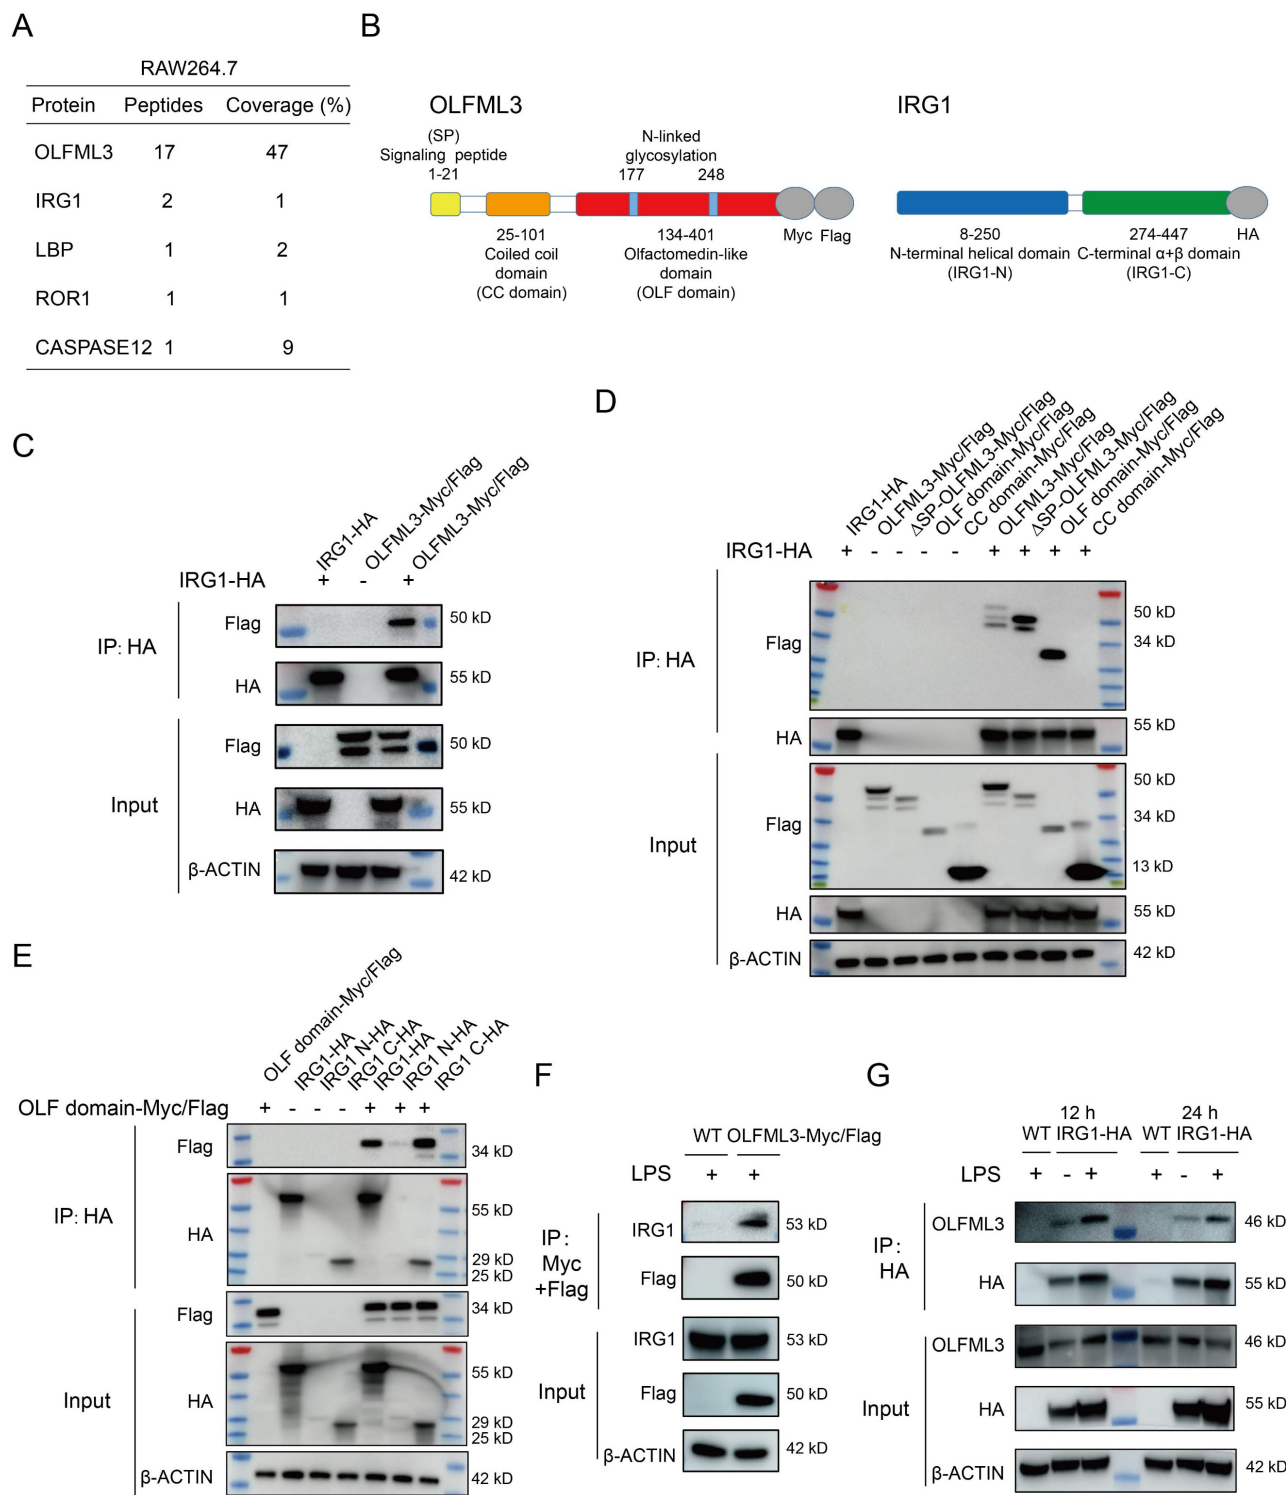 A
RAW264.7
Protein Peptides Coverage (%)
OLFML3 17 47
IRG1 2 1
LBP 1 2
ROR1 1 1
CASPASE12 1 9
B
OLFML3
(SP)
Signaling peptide
1-21
N-linked
glycosylation
177 248
25-101
Coiled coil
domain
(CC domain)
134-401
Olfactomedin-like
domain
(OLF domain)
Myc Flag
IRG1
8-250
N-terminal helical domain
(IRG1-N)
274-447
C-terminal α+β domain
(IRG1-C)
HA
C
IRG1-HA
OLFML3-Myc/Flag
OLFML3-Myc/Flag
IRG1-HA + - +
IP: HA
Flag 50 kD
HA 55 kD
Input
Flag 50 kD
HA 55 kD
β-ACTIN 42 kD
D
IRG1-HA
OLFML3-Myc/Flag
ΔSP-OLFML3-Myc/Flag
OLF domain-Myc/Flag
CC domain-Myc/Flag
OLFML3-Myc/Flag
ΔSP-OLFML3-Myc/Flag
OLF domain-Myc/Flag
CC domain-Myc/Flag
IRG1-HA + - - - - + + + +
IP: HA
Flag
50 kD
34 kD
HA 55 kD
Input
Flag
50 kD
34 kD
13 kD
HA 55 kD
β-ACTIN 42 kD
E
OLF domain-Myc/Flag
IRG1-HA
IRG1 N-HA
IRG1 C-HA
IRG1-HA
IRG1 N-HA
IRG1 C-HA
OLF domain-Myc/Flag + - - - + + +
IP: HA
Flag 34 kD
HA
55 kD
29 kD
25 kD
Input
Flag 34 kD
HA
55 kD
29 kD
25 kD
β-ACTIN 42 kD
F
WT OLFML3-Myc/Flag
LPS + +
IP:
Myc
+Flag
IRG1 53 kD
Flag 50 kD
Input
IRG1 53 kD
Flag 50 kD
β-ACTIN 42 kD
G
12 h 24 h
WT IRG1-HA WT IRG1-HA
LPS + - + + - +
IP:
HA
OLFML3 46 kD
HA 55 kD
Input
OLFML3 46 kD
HA 55 kD
β-ACTIN 42 kD